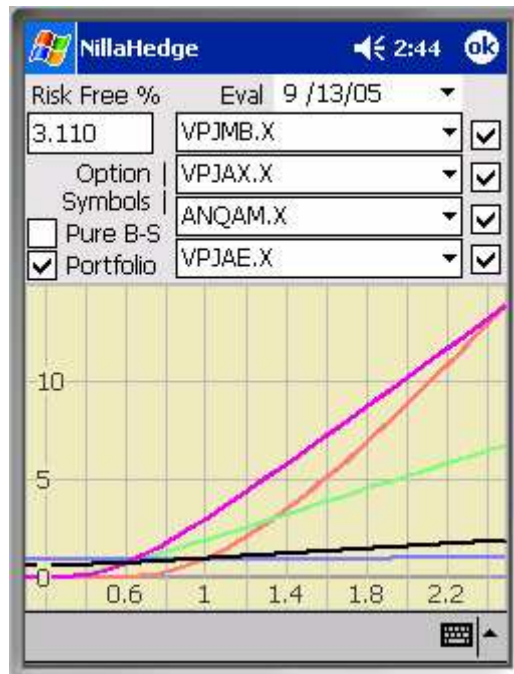 NillaHedge 2:44 ok
Risk Free % Eval 9 /13/05
3.110 VPJMB.X
Option | VPJAX.X
Symbols | ANQAM.X
Pure B-S
Portfolio VPJAE.X
10
5
0
0.6 1 1.4 1.8 2.2